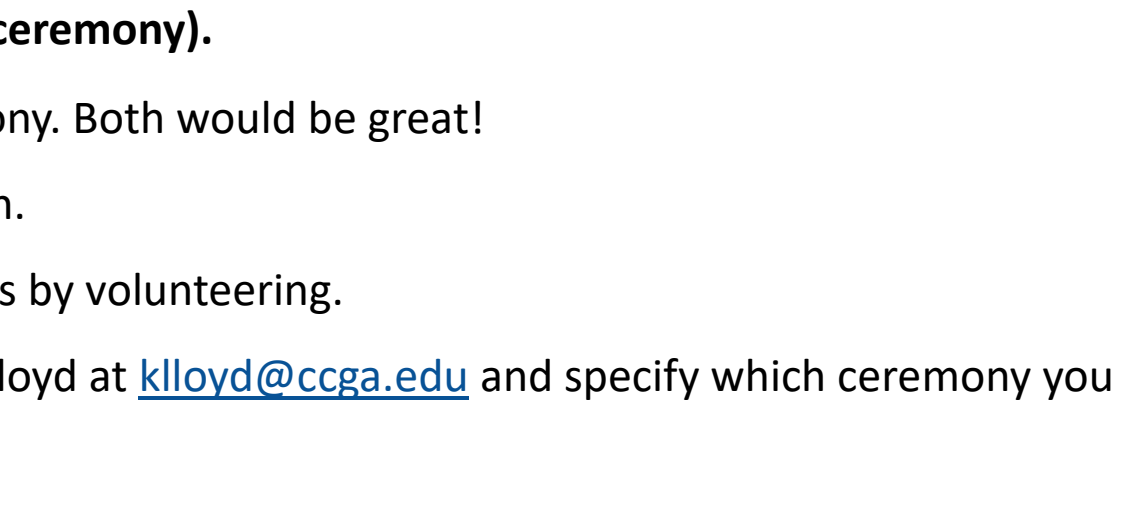 ceremony).
ony. Both would be great!
n.
s by volunteering.
loyd at klloyd@ccga.edu and specify which ceremony you